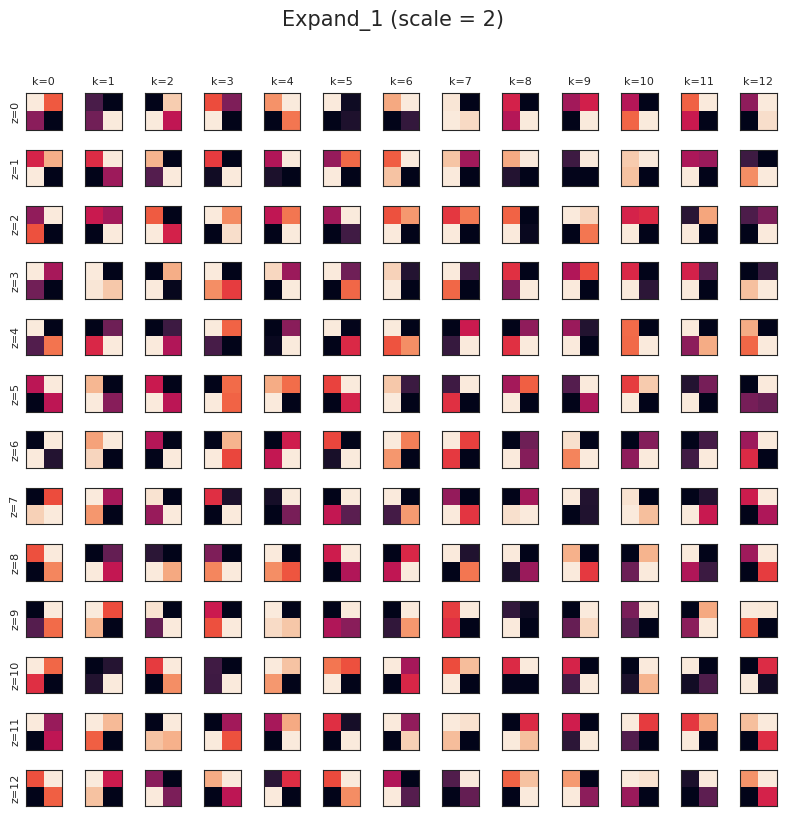 Expand_1 (scale = 2)
k=0 k=1 k=2 k=3 k=4 k=5 k=6 k=7 k=8 k=9 k=10 k=11 k=12
z=0
z=1
z=2
z=3
z=4
z=5
z=6
z=7
z=8
z=9
z=10
z=11
z=12